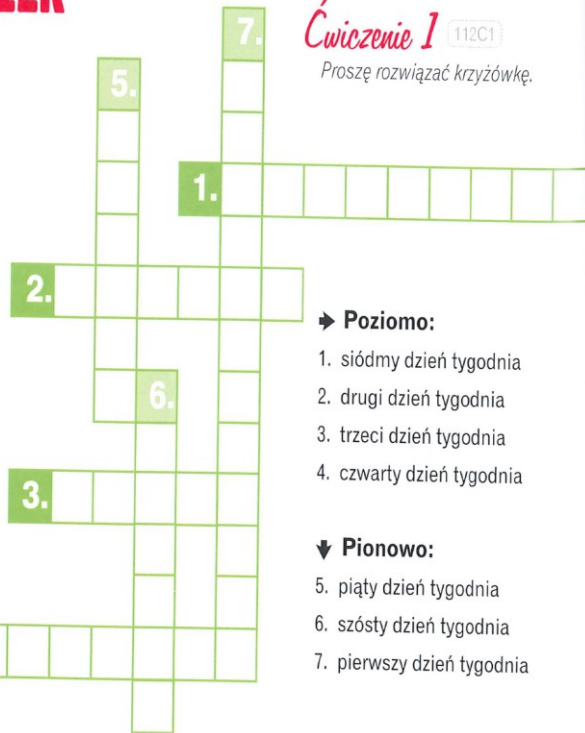 7.
Ćwiczenie 1 112C1
Proszę rozwiązać krzyżówkę.
5.
1.
2.
➔ Poziomo:
1. siódmy dzień tygodnia
2. drugi dzień tygodnia
3. trzeci dzień tygodnia
4. czwarty dzień tygodnia
6.
3.
Pionowo:
5. piąty dzień tygodnia
6. szósty dzień tygodnia
7. pierwszy dzień tygodnia